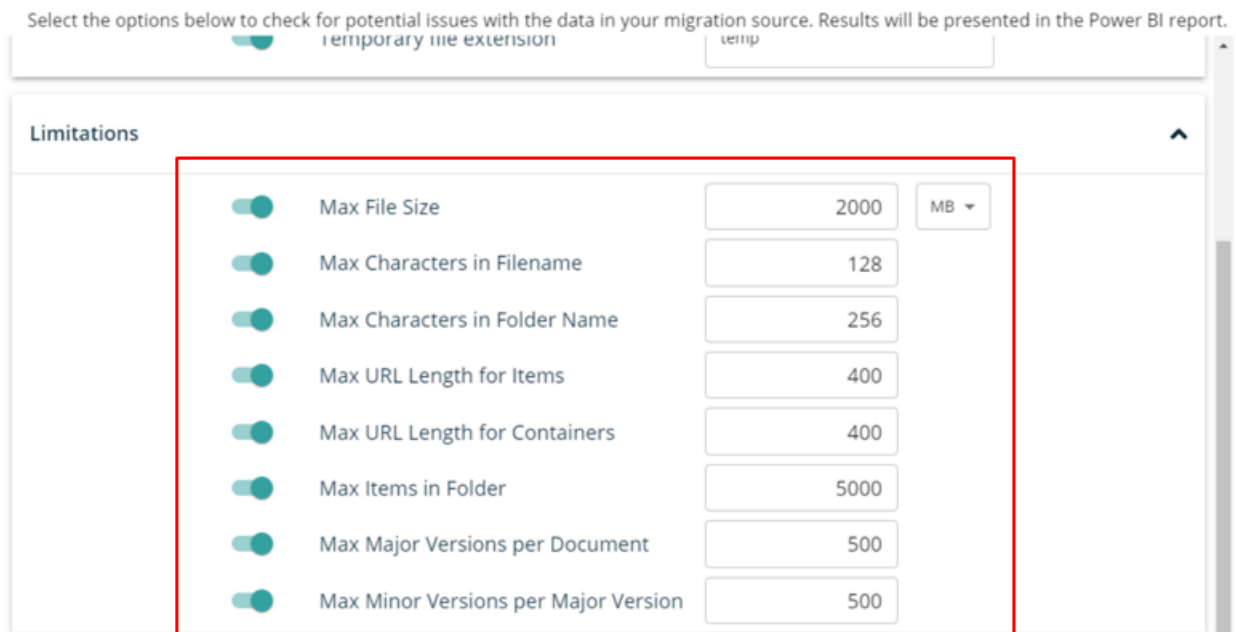 Select the options below to check for potential issues with the data in your migration source. Results will be presented in the Power BI report.
Temporary file extension temp
Limitations
Max File Size 2000 MB
Max Characters in Filename 128
Max Characters in Folder Name 256
Max URL Length for Items 400
Max URL Length for Containers 400
Max Items in Folder 5000
Max Major Versions per Document 500
Max Minor Versions per Major Version 500